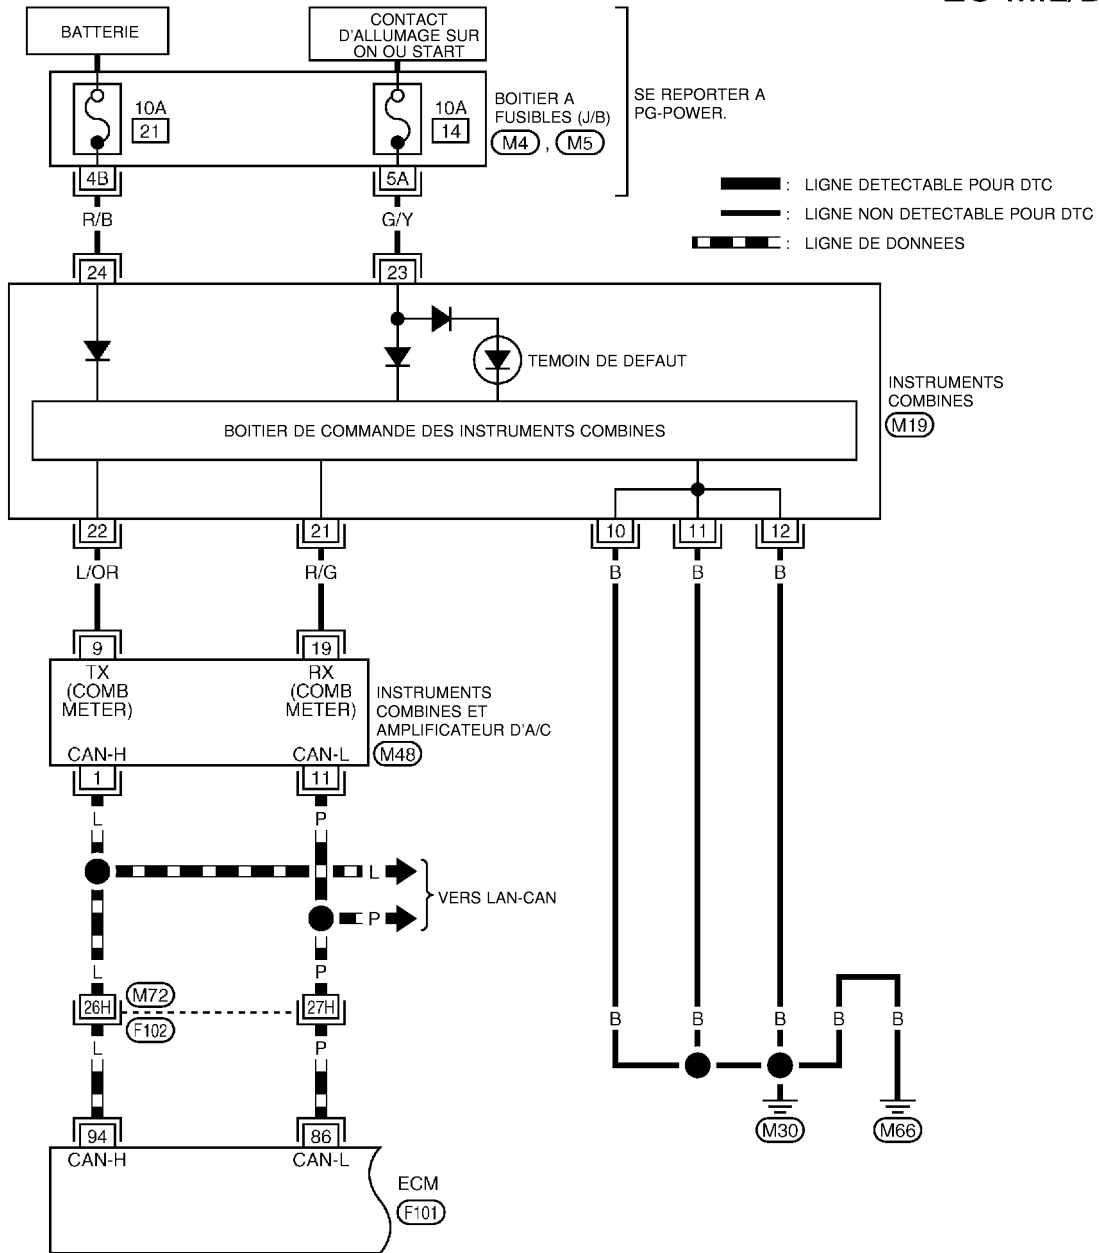 BATTERIE
CONTACT
D'ALLUMAGE SUR
ON OU START
10A
21
10A
14
BOITIER A
FUSIBLES (J/B)
M4 , M5
SE REPORTER A
PG-POWER.
4B
5A
R/B
G/Y
: LIGNE DETECTABLE POUR DTC
: LIGNE NON DETECTABLE POUR DTC
: LIGNE DE DONNEES
24
23
TEMOIN DE DEFAUT
BOITIER DE COMMANDE DES INSTRUMENTS COMBINES
INSTRUMENTS
COMBINES
M19
22
21
10
11
12
L/OR
R/G
B
B
B
9
19
TX
(COMB
METER)
RX
(COMB
METER)
CAN-H
CAN-L
INSTRUMENTS
COMBINES ET
AMPLIFICATEUR D'A/C
M48
1
11
L
P
L
P
VERS LAN-CAN
L
P
26H
M72
F102
27H
L
P
B
B
B
B
B
M30
M66
94
86
CAN-H
CAN-L
ECM
F101